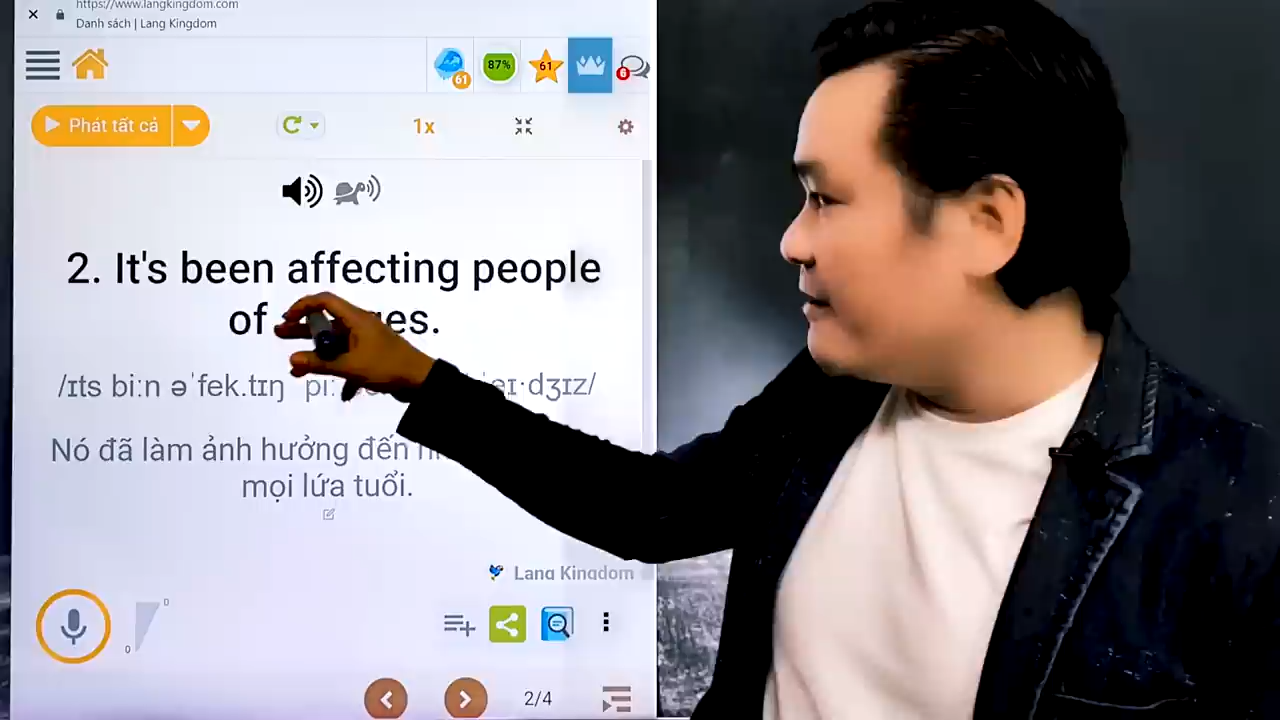 https://www.langkingdom.com
Danh sách | Lang Kingdom
61
87%
61
6
Phát tất cả
1x
2. It's been affecting people
of
/ɪts biːn əˈfek.tɪŋ
eɪ·dʒɪz/
Nó đã làm ảnh hưởng đến
mọi lứa tuổi.
Lang Kingdom
0
0
2/4